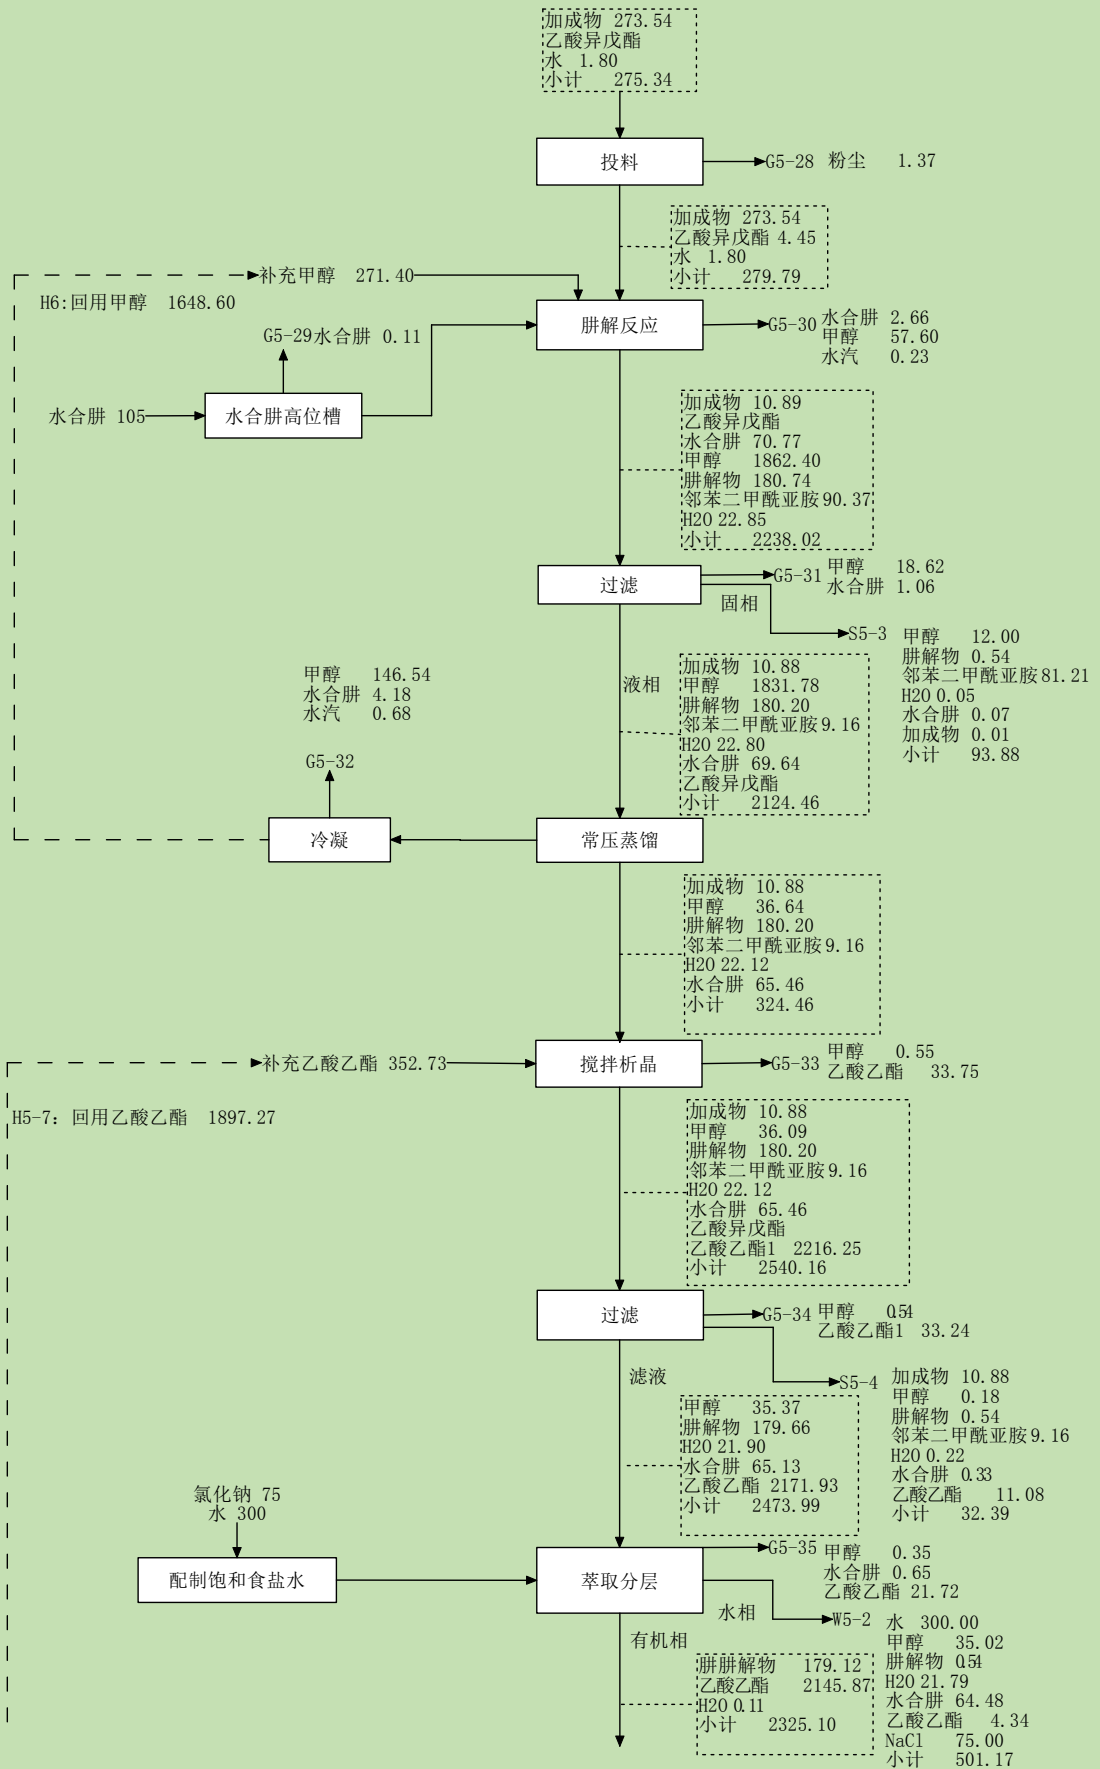 加成物 273.54
乙酸异戊酯
水 1.80
小计 275.34
投料
G5-28 粉尘 1.37
加成物 273.54
乙酸异戊酯 4.45
水 1.80
小计 279.79
补充甲醇 271.40
H6:回用甲醇 1648.60
肼解反应
G5-30
水合肼 2.66
甲醇 57.60
水汽 0.23
G5-29水合肼 0.11
水合肼 105
水合肼高位槽
加成物 10.89
乙酸异戊酯
水合肼 70.77
甲醇 1862.40
肼解物 180.74
邻苯二甲酰亚胺90.37
H2O 22.85
小计 2238.02
过滤
G5-31
甲醇 18.62
水合肼 1.06
固相
S5-3
甲醇 12.00
肼解物 0.54
邻苯二甲酰亚胺81.21
H2O 0.05
水合肼 0.07
加成物 0.01
小计 93.88
液相
加成物 10.88
甲醇 1831.78
肼解物 180.20
邻苯二甲酰亚胺9.16
H2O 22.80
水合肼 69.64
乙酸异戊酯
小计 2124.46
甲醇 146.54
水合肼 4.18
水汽 0.68
G5-32
冷凝
常压蒸馏
加成物 10.88
甲醇 36.64
肼解物 180.20
邻苯二甲酰亚胺9.16
H2O 22.12
水合肼 65.46
小计 324.46
补充乙酸乙酯 352.73
H5-7：回用乙酸乙酯 1897.27
搅拌析晶
G5-33
甲醇 0.55
乙酸乙酯 33.75
加成物 10.88
甲醇 36.09
肼解物 180.20
邻苯二甲酰亚胺9.16
H2O 22.12
水合肼 65.46
乙酸异戊酯
乙酸乙酯1 2216.25
小计 2540.16
过滤
G5-34
甲醇 0.54
乙酸乙酯1 33.24
S5-4
加成物 10.88
甲醇 0.18
肼解物 0.54
邻苯二甲酰亚胺9.16
H2O 0.22
水合肼 0.33
乙酸乙酯 11.08
小计 32.39
滤液
甲醇 35.37
肼解物 179.66
H2O 21.90
水合肼 65.13
乙酸乙酯 2171.93
小计 2473.99
氯化钠 75
水 300
配制饱和食盐水
萃取分层
G5-35
甲醇 0.35
水合肼 0.65
乙酸乙酯 21.72
水相
W5-2
水 300.00
甲醇 35.02
肼解物 0.54
H2O 21.79
水合肼 64.48
乙酸乙酯 4.34
NaCl 75.00
小计 501.17
有机相
肼肼解物 179.12
乙酸乙酯 2145.87
H2O 0.11
小计 2325.10